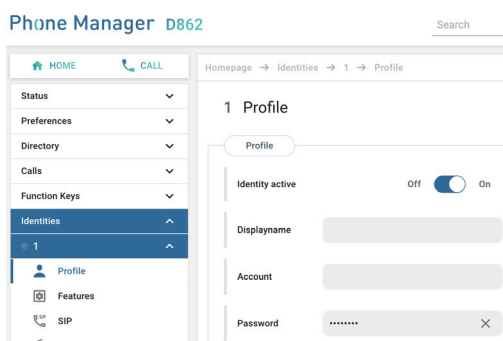 Phone Manager D862
Search
HOME
CALL
Homepage → Identities → 1 → Profile
Status
Preferences
Directory
Calls
Function Keys
Identities
1
Profile
Features
SIP
1 Profile
Profile
Identity active
Off
On
Displayname
Account
Password
••••••••